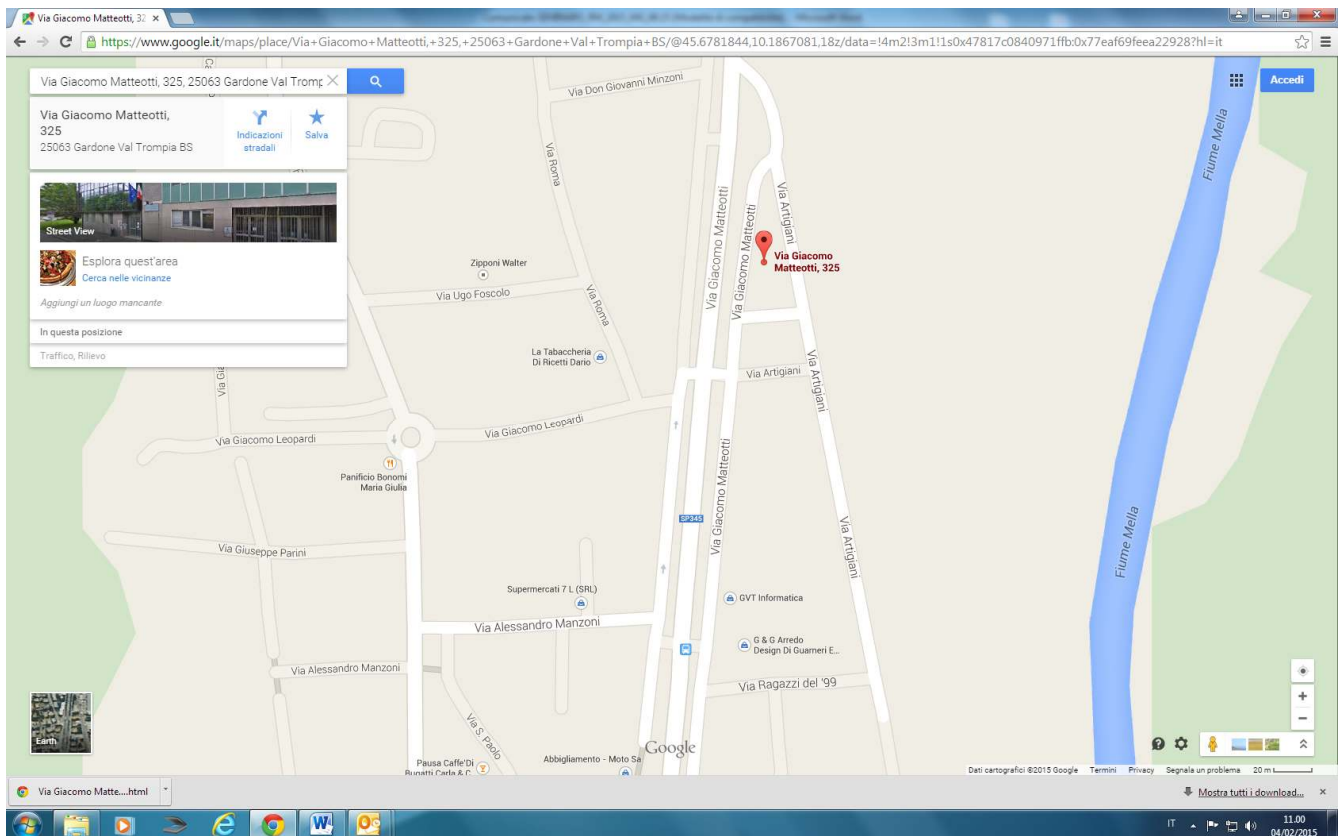 Via Giacomo Matteotti, 32
https://www.google.it/maps/place/Via+Giacomo+Matteotti,+325,+25063+Gardone+Val+Trompia+BS/@45.6781844,10.1867081,18z/data=!4m2!3m1!1s0x47817c0840971ffb:0x77eaf69feea22928?hl=it
Via Giacomo Matteotti, 325, 25063 Gardone Val Tromp
Accedi
Via Giacomo Matteotti,
325
25063 Gardone Val Trompia BS
Indicazioni
stradali
Salva
Street View
Esplora quest'area
Cerca nelle vicinanze
Aggiungi un luogo mancante
In questa posizione
Traffico, Rilievo
Via Don Giovanni Minzoni
Via Roma
Via Giacomo Matteotti
Via Giacomo Matteotti
Via Artigiani
Fiume Mella
Via Giacomo
Matteotti, 325
Zipponi Walter
Via Ugo Foscolo
Via Roma
La Tabaccheria
Di Ricetti Dario
Via Artigiani
Via Artigiani
Via Gia
Via Giacomo Leopardi
Via Giacomo Leopardi
Panificio Bonomi
Maria Giulia
Via Giacomo Matteotti
SP345
Via Artigiani
Fiume Mella
Via Giuseppe Parini
Supermercati 7 L (SRL)
GVT Informatica
Via Alessandro Manzoni
G & G Arredo
Design Di Guarneri E...
Via Alessandro Manzoni
Via Ragazzi del '99
Via S. Paolo
Earth
Google
Pausa Caffe'Di
Bugatti Carla & C
Abbigliamento - Moto Sa
Dati cartografici ©2015 Google
Termini
Privacy
Segnala un problema
20 m
Via Giacomo Matte....html
Mostra tutti i download...
IT
11.00
04/02/2015